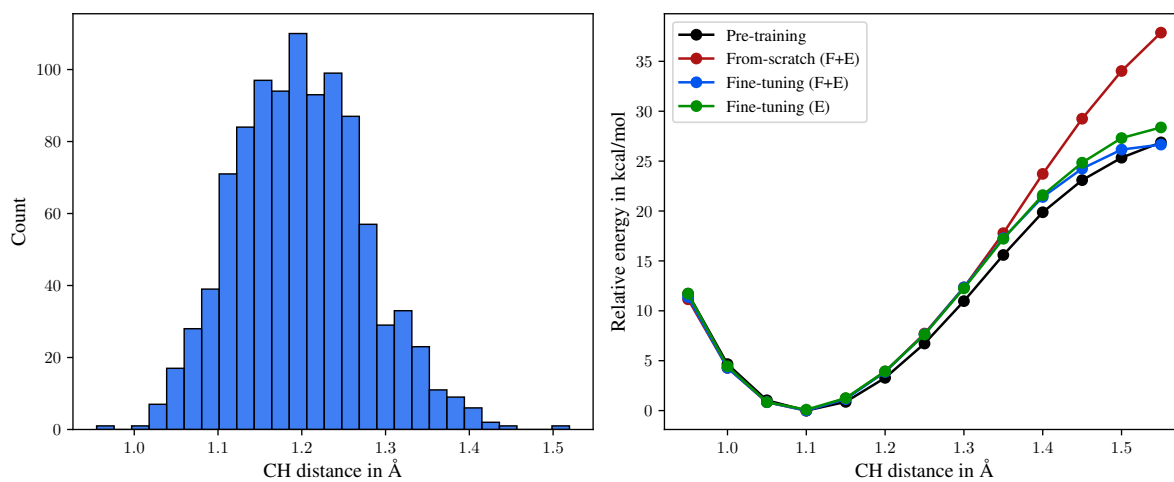 Count
100
80
60
40
20
0
1.0 1.1 1.2 1.3 1.4 1.5
CH distance in Å
Relative energy in kcal/mol
35
30
25
20
15
10
5
0
Pre-training
From-scratch (F+E)
Fine-tuning (F+E)
Fine-tuning (E)
1.0 1.1 1.2 1.3 1.4 1.5
CH distance in Å